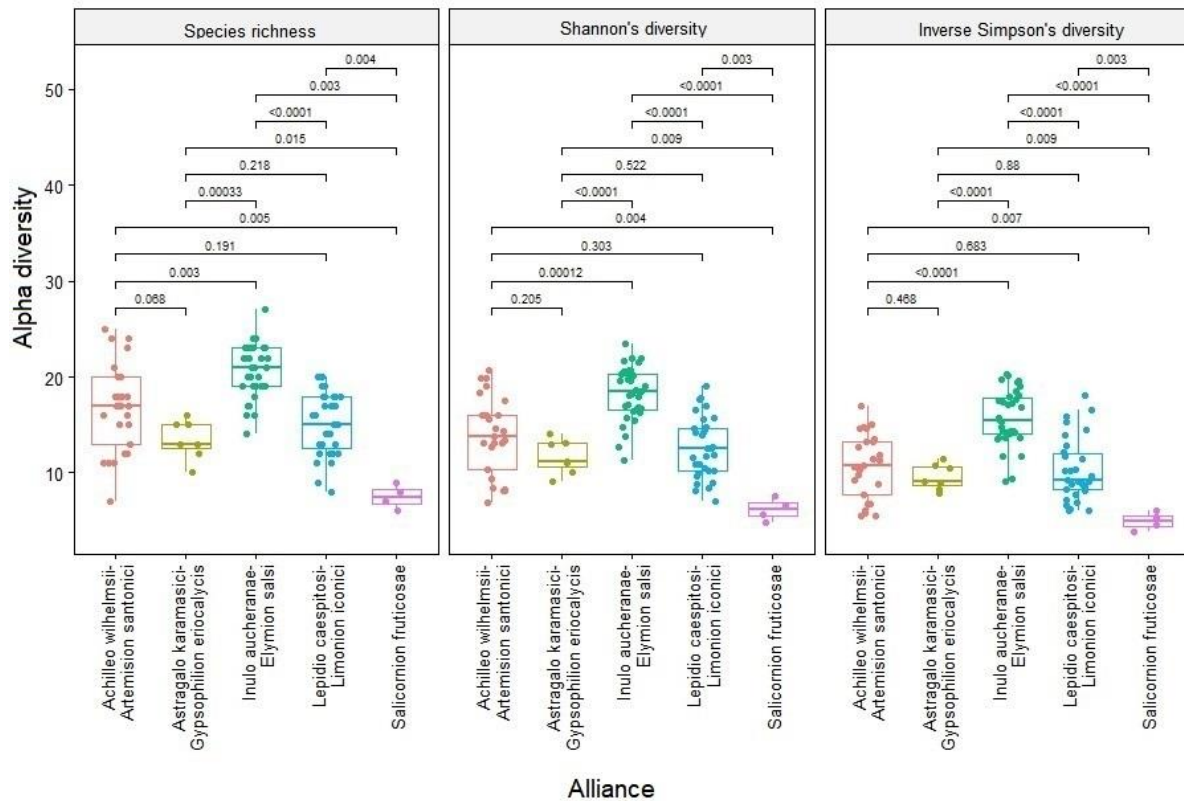 Species richness
Shannon's diversity
Inverse Simpson's diversity
Alpha diversity
50
40
30
20
10
0.004
0.003
<0.0001
0.015
0.218
0.00033
0.005
0.191
0.003
0.068
0.003
<0.0001
<0.0001
0.009
0.522
<0.0001
0.004
0.303
0.00012
0.205
0.003
<0.0001
<0.0001
0.009
0.88
<0.0001
0.007
0.683
<0.0001
0.468
Achilleo wilhelmsii-
Artemision santonici
Astragalo karamasici-
Gypsophilion eriocalycis
Inulo aucheranae-
Elymion salsi
Lepidio caespitosi-
Limonion iconici
Salicornion fruticosae
Achilleo wilhelmsii-
Artemision santonici
Astragalo karamasici-
Gypsophilion eriocalycis
Inulo aucheranae-
Elymion salsi
Lepidio caespitosi-
Limonion iconici
Salicornion fruticosae
Achilleo wilhelmsii-
Artemision santonici
Astragalo karamasici-
Gypsophilion eriocalycis
Inulo aucheranae-
Elymion salsi
Lepidio caespitosi-
Limonion iconici
Salicornion fruticosae
Alliance